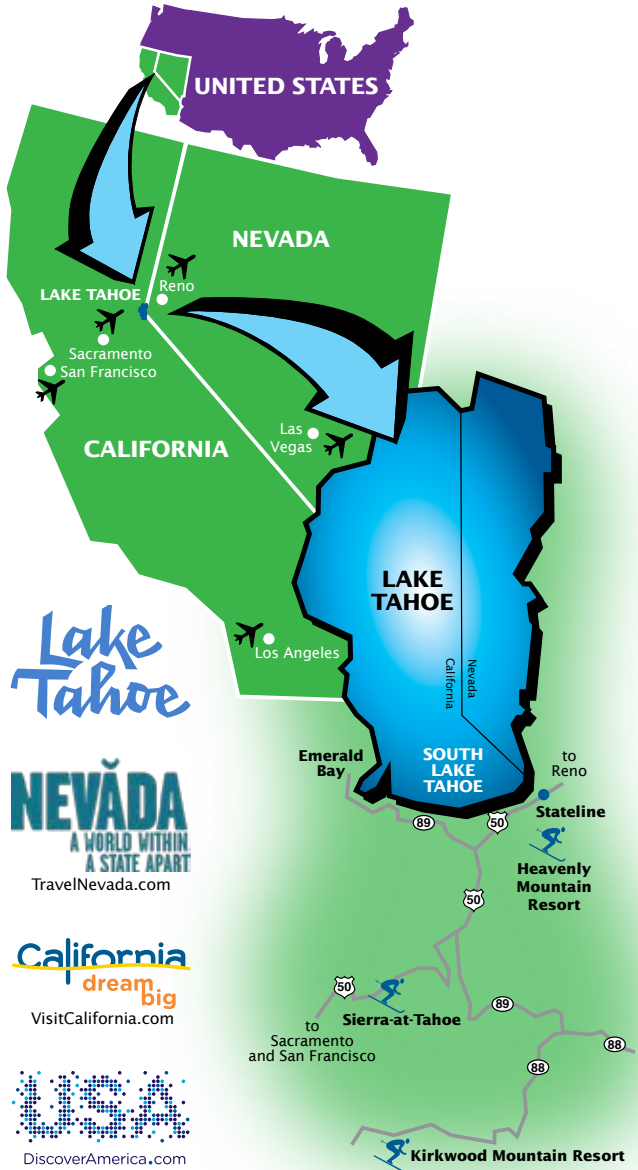 UNITED STATES
NEVADA
LAKE TAHOE
Reno
Sacramento
San Francisco
CALIFORNIA
Las
Vegas
Los Angeles
LAKE
TAHOE
California
Nevada
SOUTH
LAKE
TAHOE
Emerald
Bay
to
Reno
Stateline
89
50
Heavenly
Mountain
Resort
50
50
Sierra-at-Tahoe
to
Sacramento
and San Francisco
89
88
88
Kirkwood Mountain Resort
Lake
Tahoe
NEVĂDA
A WORLD WITHIN.
A STATE APART
TravelNevada.com
California
dream
big
VisitCalifornia.com
USA
DiscoverAmerica.com